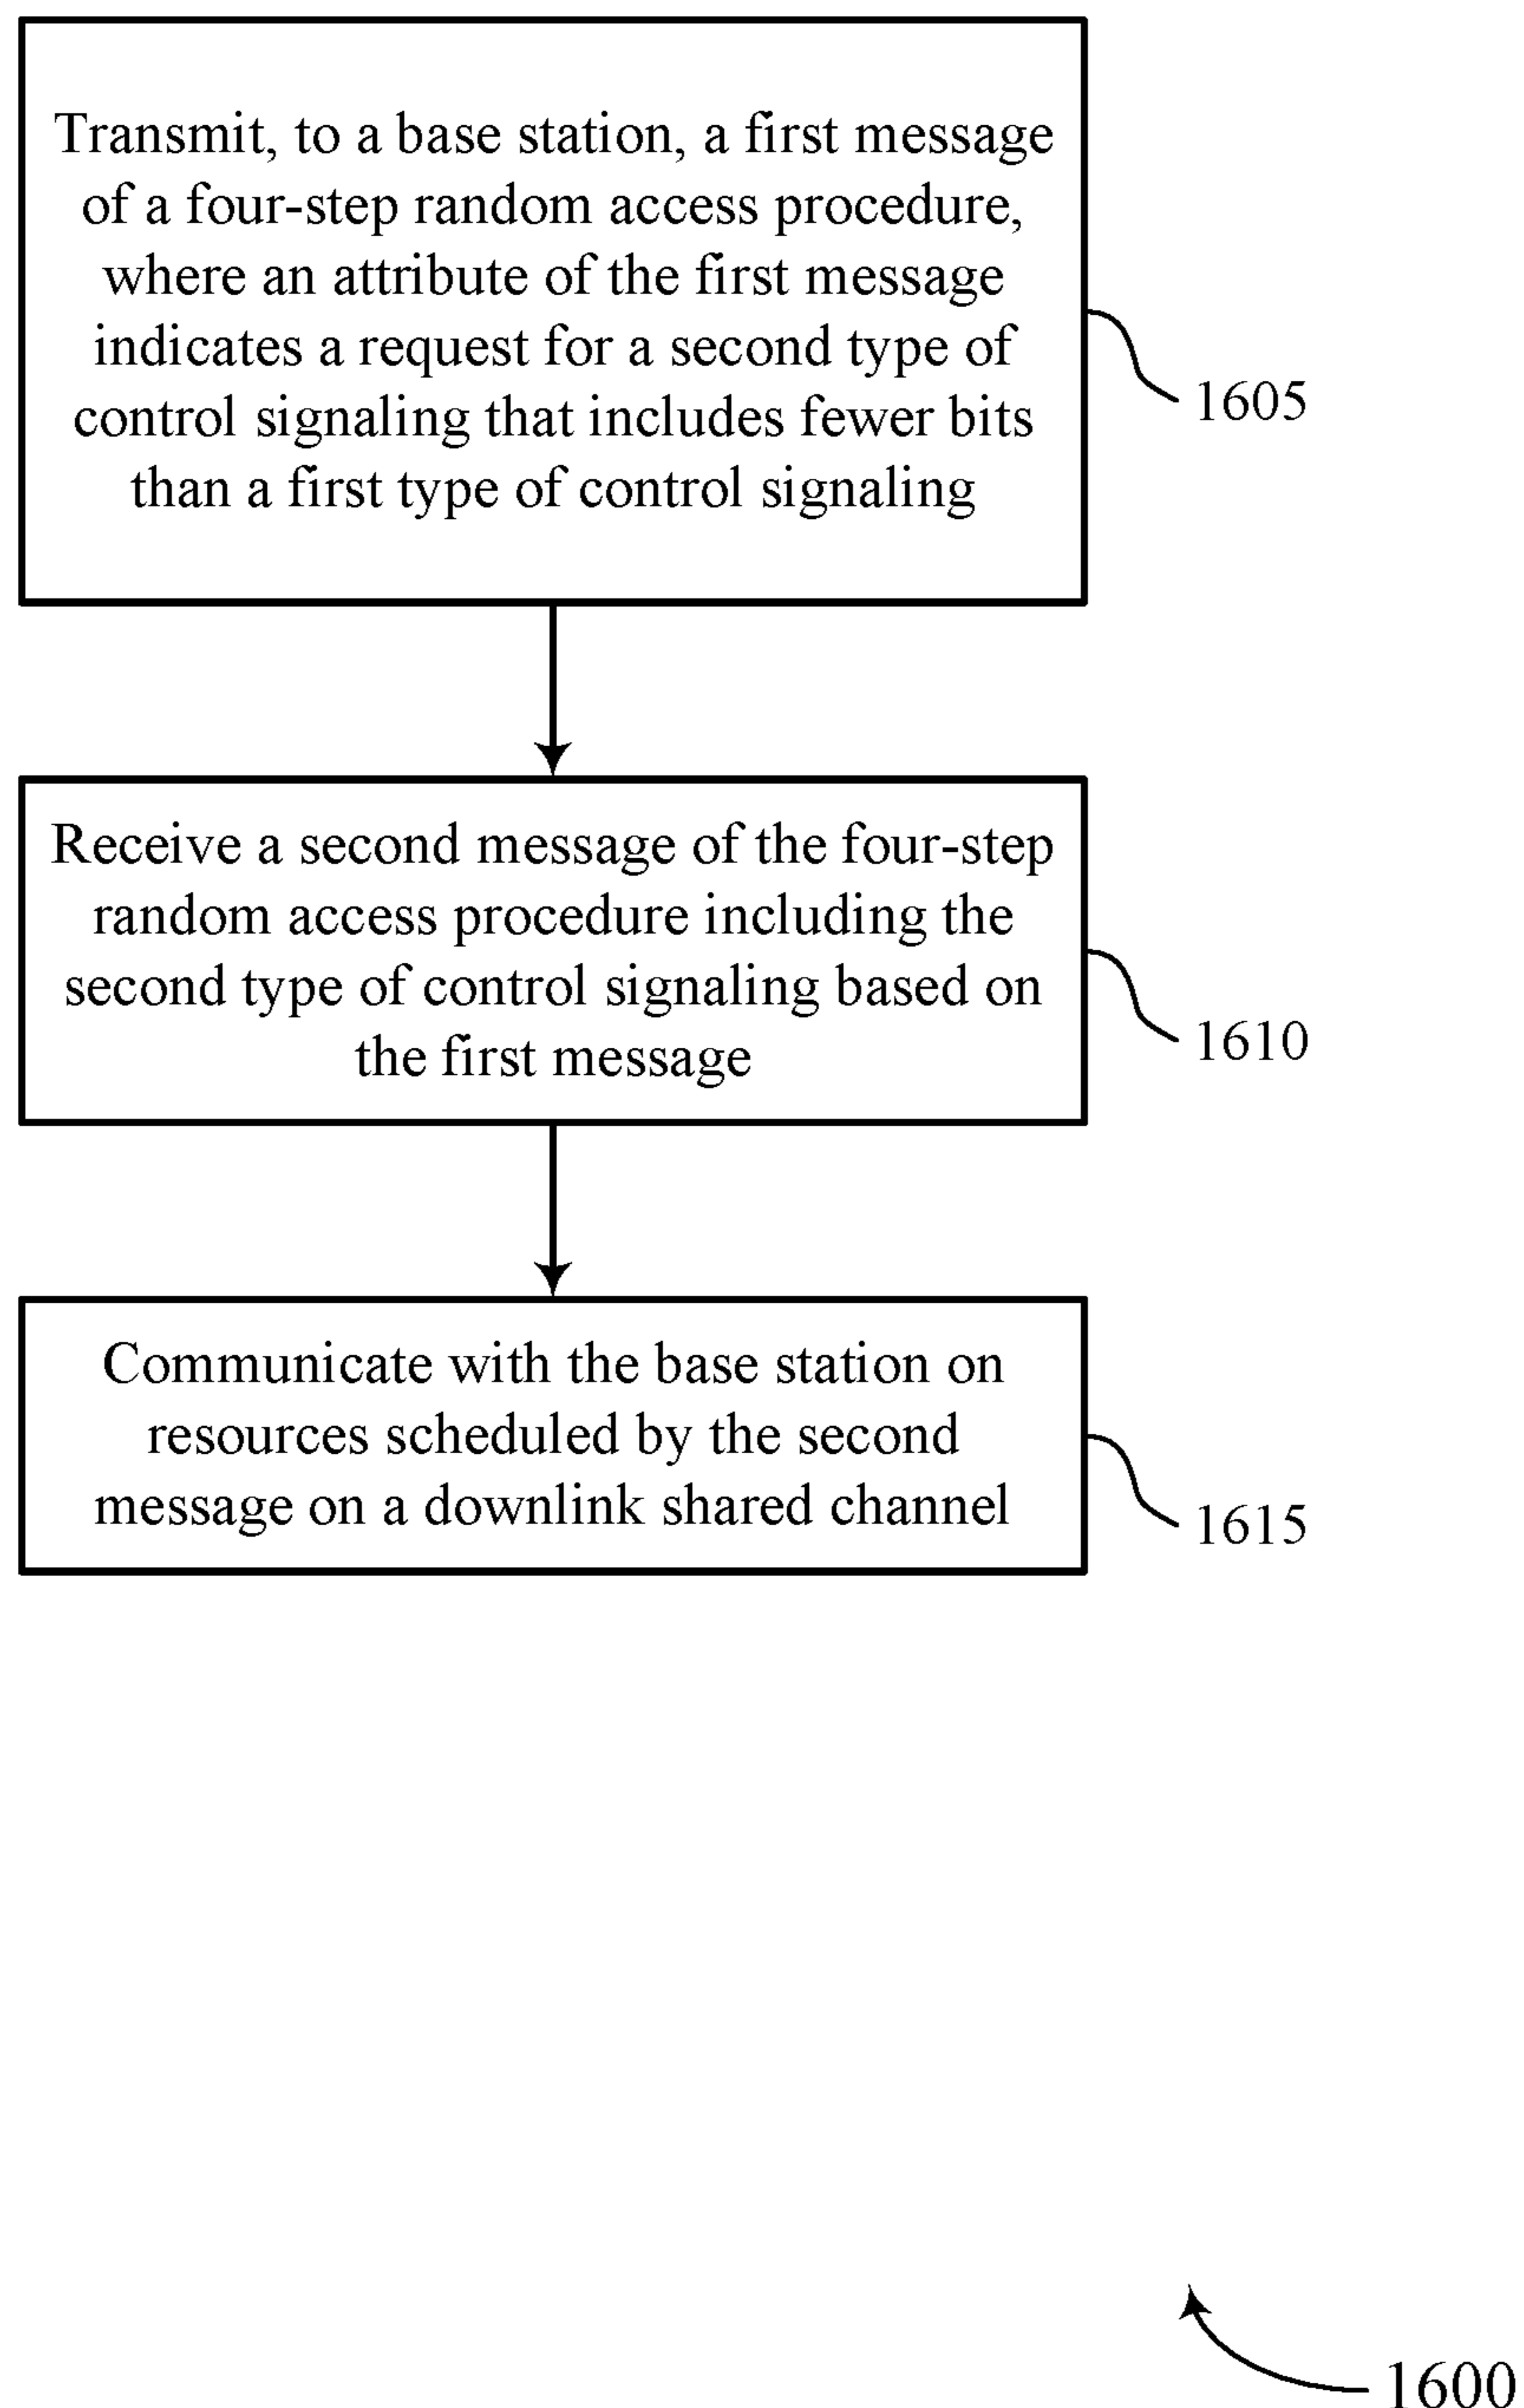 Transmit, to a base station, a first message
of a four-step random access procedure,
where an attribute of the first message
indicates a request for a second type of
control signaling that includes fewer bits
than a first type of control signaling
1605
Receive a second message of the four-step
random access procedure including the
second type of control signaling based on
the first message
1610
Communicate with the base station on
resources scheduled by the second
message on a downlink shared channel
1615
1600